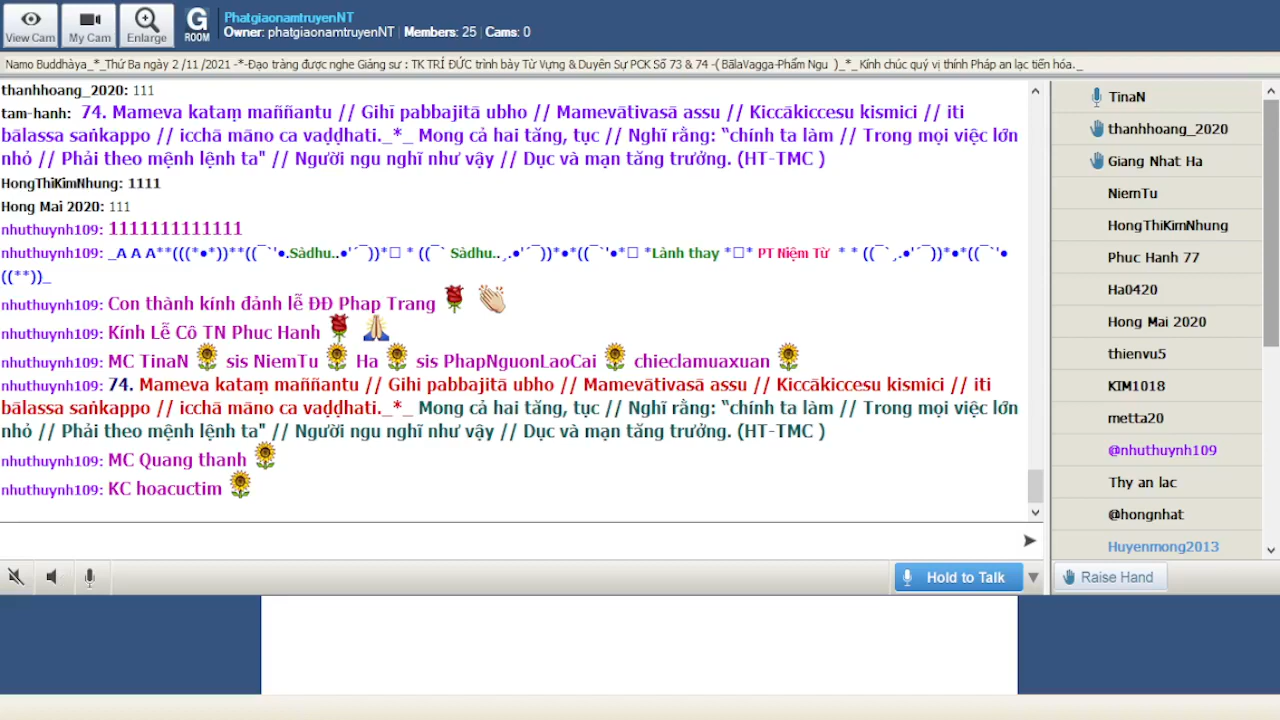 View Cam
My Cam
Enlarge
G
ROOM
PhatgiaonamtruyenNT
Owner: phatgiaonamtruyenNT | Members: 25 | Cams: 0
Namo Buddhàya_*_Thứ Ba ngày 2 /11 /2021 -*-Đạo tràng được nghe Giảng sư : TK TRÍ ĐỨC trình bày Từ Vựng & Duyên Sự PCK Số 73 & 74 -( BālaVagga-Phẩm Ngu )_*_ Kính chúc quý vị thính Pháp an lạc tiến hóa._
thanhhoang_2020: 111
tam-hanh: 74. Mameva kataṃ maññantu // Gihī pabbajitā ubho // Mamevātivasā assu // Kiccākiccesu kismici // iti
bālassa saṅkappo // icchā māno ca vaḍḍhati._*_ Mong cả hai tăng, tục // Nghĩ rằng: “chính ta làm // Trong mọi việc lớn
nhỏ // Phải theo mệnh lệnh ta" // Người ngu nghĩ như vậy // Dục và mạn tăng trưởng. (HT-TMC )
HongThiKimNhung: 1111
Hong Mai 2020: 111
nhuthuynh109: 1111111111111
nhuthuynh109: _A A A**(((*•*))**((¯`'•.Sàdhu..•'´¯))*□ * ((¯` Sàdhu..¸.•'´¯))*•*((¯`'•*□ *Lành thay *□* PT Niệm Từ * * ((¯`¸.•'´¯))*•*((¯`'•
((**))_
nhuthuynh109: Con thành kính đảnh lễ ĐĐ Phap Trang 🌹 👏
nhuthuynh109: Kính Lễ Cô TN Phuc Hanh 🌹 🙏
nhuthuynh109: MC TinaN 🌻 sis NiemTu 🌻 Ha 🌻 sis PhapNguonLaoCai 🌻 chieclamuaxuan 🌻
nhuthuynh109: 74. Mameva kataṃ maññantu // Gihī pabbajitā ubho // Mamevātivasā assu // Kiccākiccesu kismici // iti
bālassa saṅkappo // icchā māno ca vaḍḍhati._*_ Mong cả hai tăng, tục // Nghĩ rằng: “chính ta làm // Trong mọi việc lớn
nhỏ // Phải theo mệnh lệnh ta" // Người ngu nghĩ như vậy // Dục và mạn tăng trưởng. (HT-TMC )
nhuthuynh109: MC Quang thanh 🌻
nhuthuynh109: KC hoacuctim 🌻
Hold to Talk
TinaN
thanhhoang_2020
Giang Nhat Ha
NiemTu
HongThiKimNhung
Phuc Hanh 77
Ha0420
Hong Mai 2020
thienvu5
KIM1018
metta20
@nhuthuynh109
Thy an lac
@hongnhat
Huyenmong2013
Raise Hand